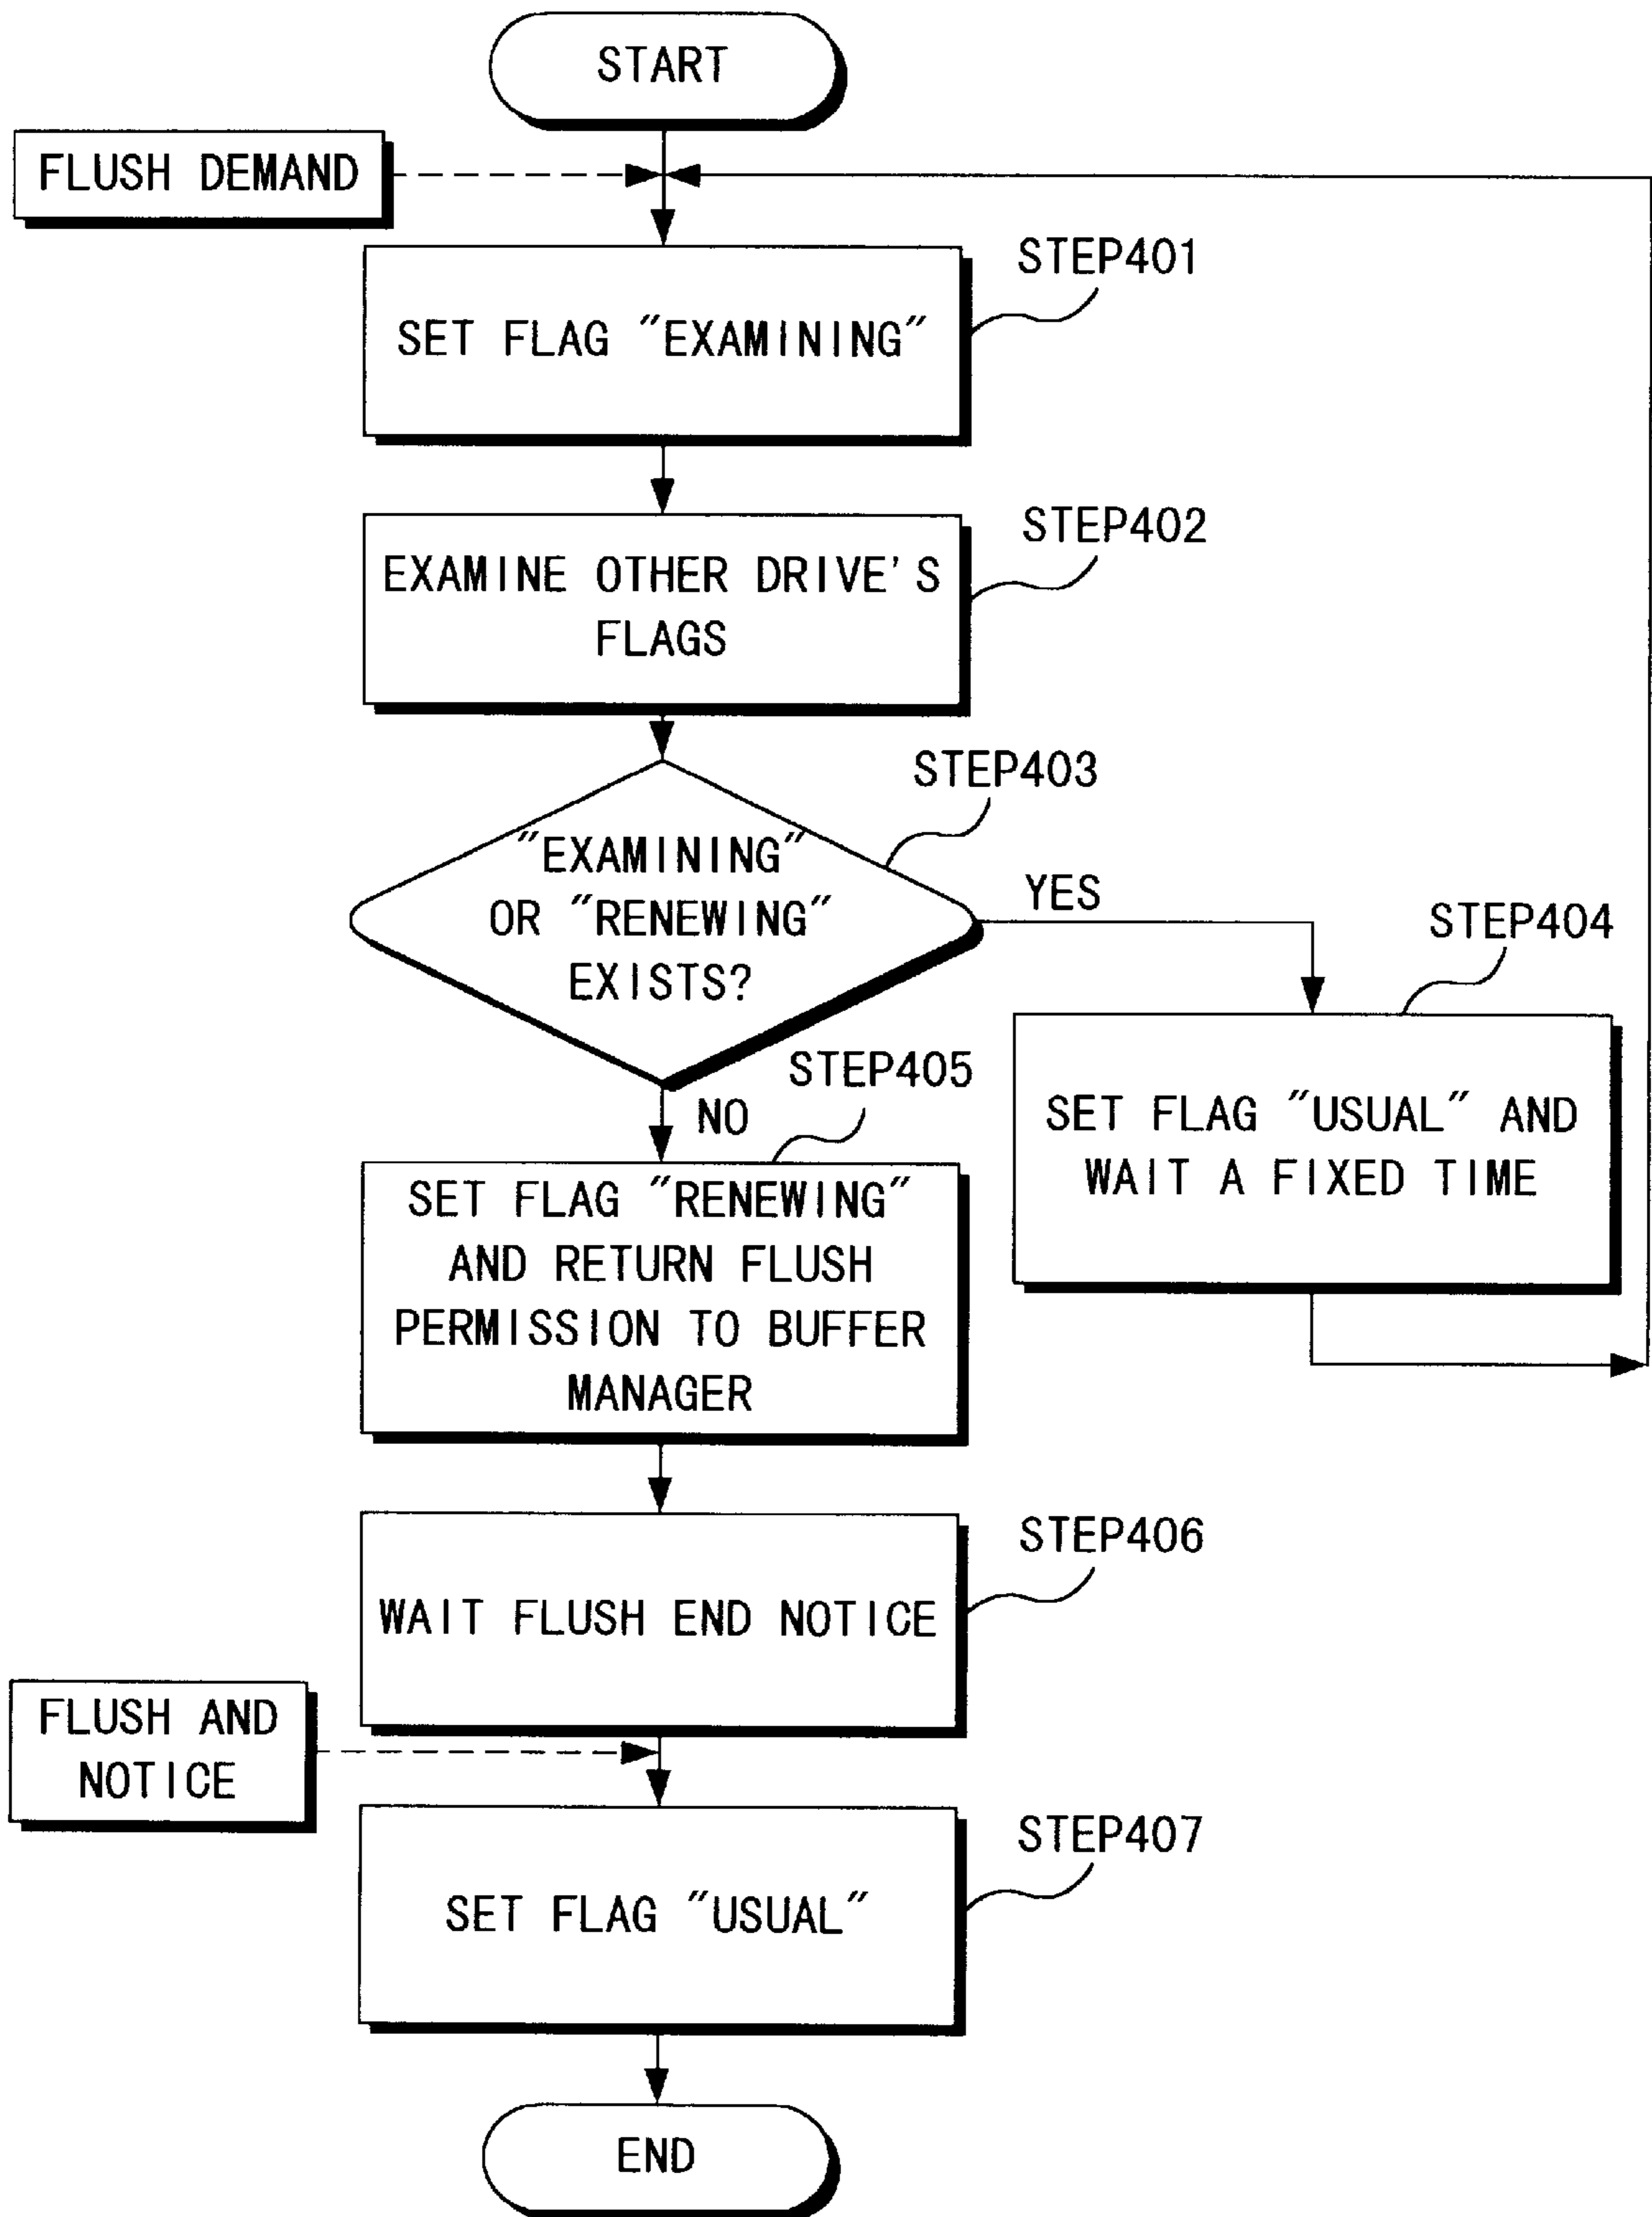 START
FLUSH DEMAND
STEP401
SET FLAG "EXAMINING"
STEP402
EXAMINE OTHER DRIVE'S
FLAGS
STEP403
"EXAMINING"
OR "RENEWING"
EXISTS?
YES
STEP404
SET FLAG "USUAL" AND
WAIT A FIXED TIME
NO
STEP405
SET FLAG "RENEWING"
AND RETURN FLUSH
PERMISSION TO BUFFER
MANAGER
STEP406
WAIT FLUSH END NOTICE
FLUSH AND
NOTICE
STEP407
SET FLAG "USUAL"
END